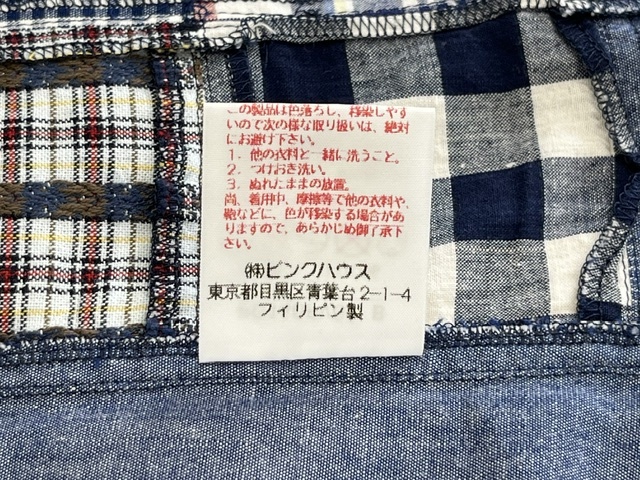 この製品は色落ちし、移染しやす
いので次の様な取り扱いは、絶対
にお避け下さい。
1. 他の衣料と一緒に洗うこと。
2. つけおき洗い。
3. ぬれたままの放置。
尚、着用中、摩擦等で他の衣料や、
鞄などに、色が移染する場合があ
りますので、あらかじめ御了承下
さい。
㈱ピンクハウス
東京都目黒区青葉台2-1-4
フィリピン製